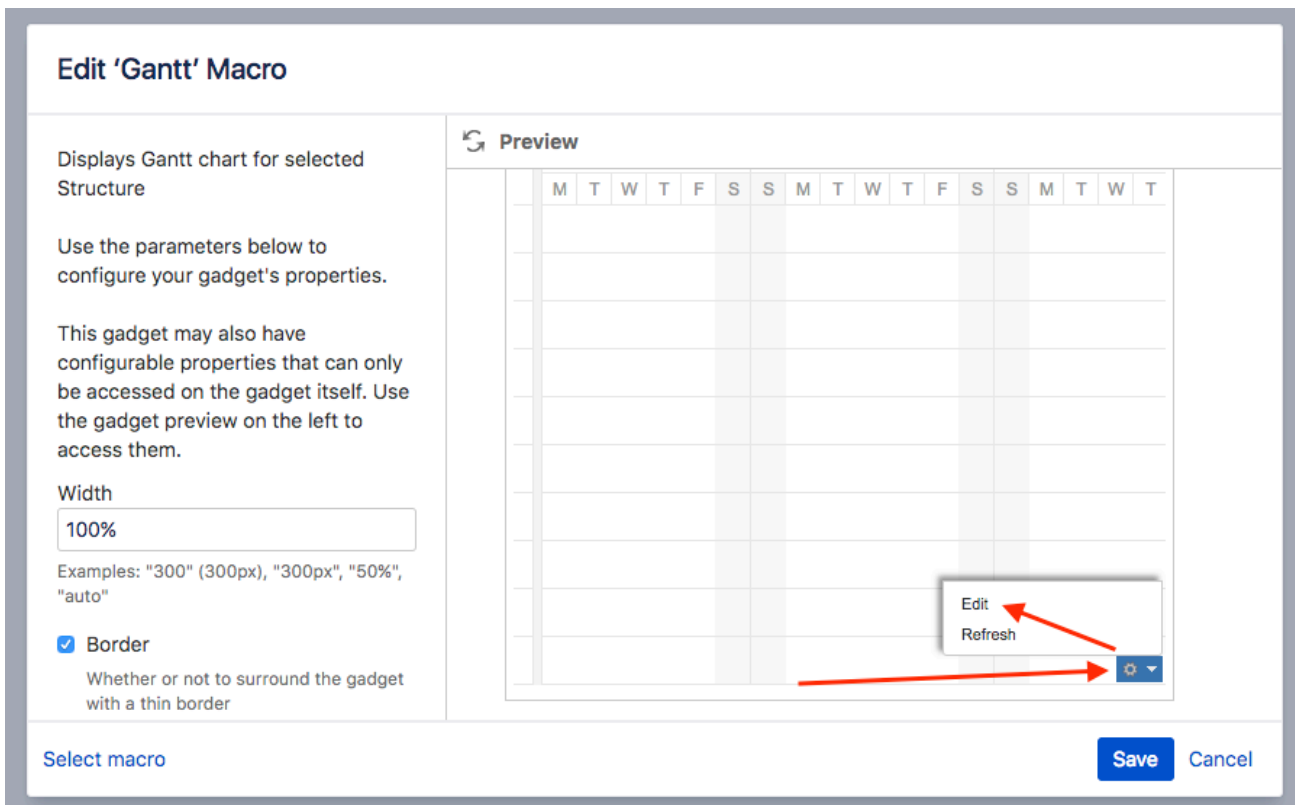 Edit ‘Gantt’ Macro
Displays Gantt chart for selected
Structure
Use the parameters below to
configure your gadget's properties.
This gadget may also have
configurable properties that can only
be accessed on the gadget itself. Use
the gadget preview on the left to
access them.
Width
100%
Examples: "300" (300px), "300px", "50%",
"auto"
Border
Whether or not to surround the gadget
with a thin border
Preview
M T W T F S S M T W T F S S M T W T
Edit
Refresh
Select macro
Save Cancel